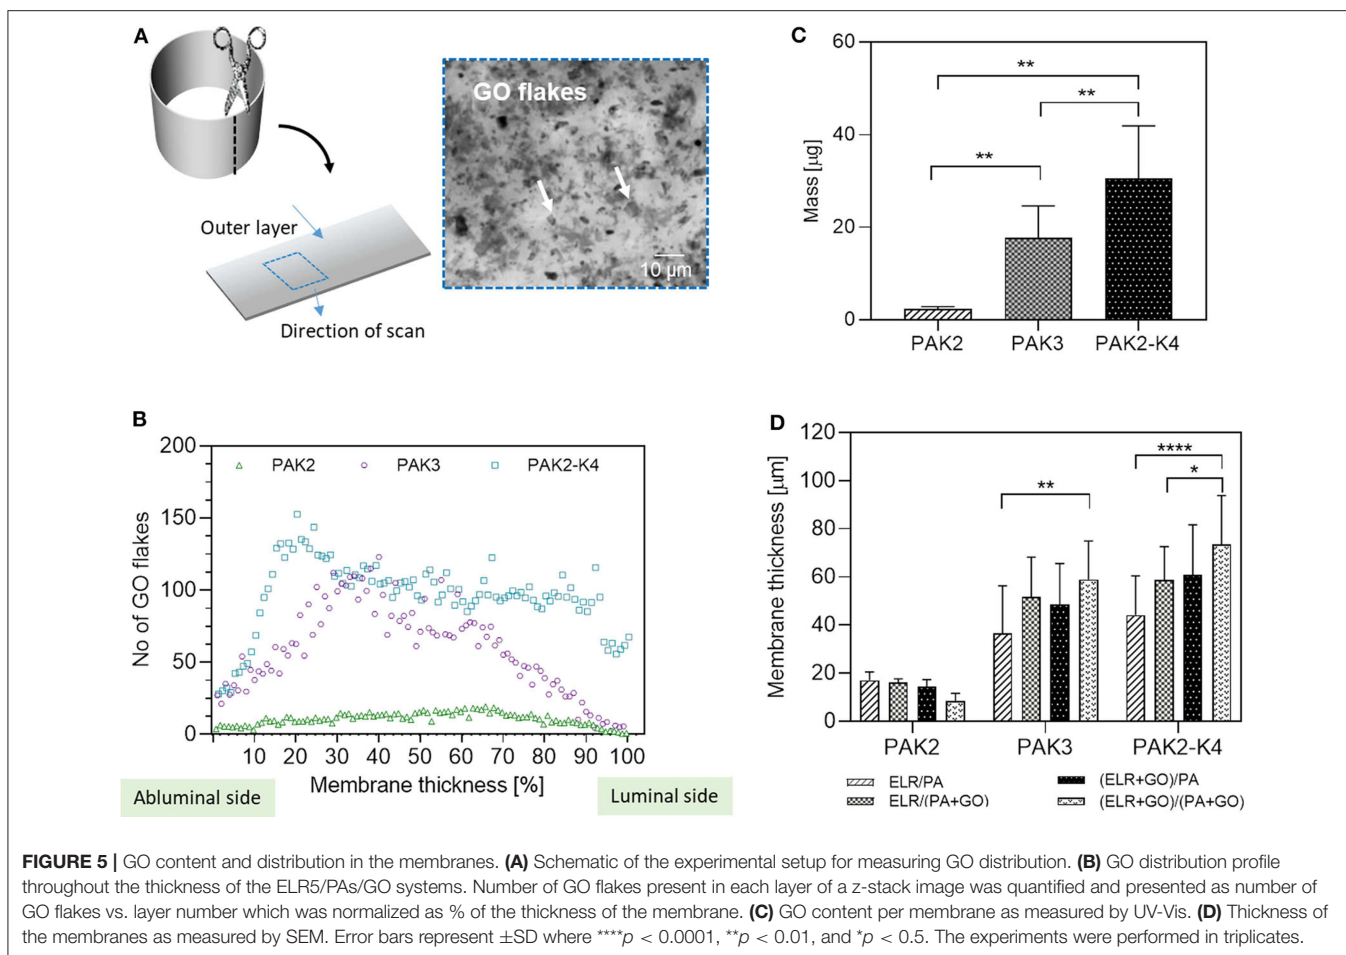 A
GO flakes
10 µm
Outer layer
Direction of scan
C
60
40
20
0
Mass [µg]
**
**
**
PAK2
PAK3
PAK2-K4
B
200
150
100
50
0
No of GO flakes
PAK2
PAK3
PAK2-K4
10
20
30
40
50
60
70
80
90
100
Membrane thickness [%]
Abluminal side
Luminal side
D
120
100
80
60
40
20
0
Membrane thickness [µm]
**
****
*
PAK2
PAK3
PAK2-K4
ELR/PA
ELR/(PA+GO)
(ELR+GO)/PA
(ELR+GO)/(PA+GO)
FIGURE 5 | GO content and distribution in the membranes. (A) Schematic of the experimental setup for measuring GO distribution. (B) GO distribution profile
throughout the thickness of the ELR5/PAs/GO systems. Number of GO flakes present in each layer of a z-stack image was quantified and presented as number of
GO flakes vs. layer number which was normalized as % of the thickness of the membrane. (C) GO content per membrane as measured by UV-Vis. (D) Thickness of
the membranes as measured by SEM. Error bars represent ±SD where ****p < 0.0001, **p < 0.01, and *p < 0.5. The experiments were performed in triplicates.